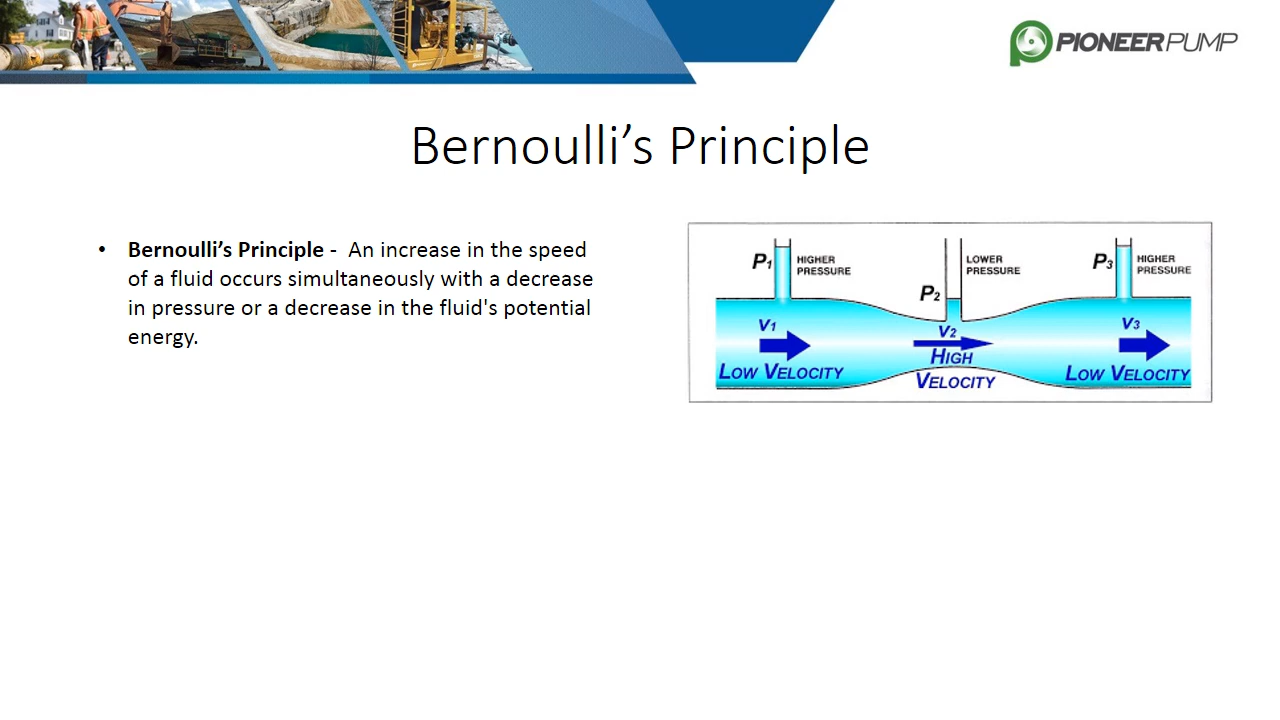 PIONEERPUMP
Bernoulli’s Principle
• Bernoulli’s Principle - An increase in the speed
of a fluid occurs simultaneously with a decrease
in pressure or a decrease in the fluid's potential
energy.
P1 HIGHER
PRESSURE
P2 LOWER
PRESSURE
P3 HIGHER
PRESSURE
V1
LOW VELOCITY
V2
HIGH
VELOCITY
V3
LOW VELOCITY